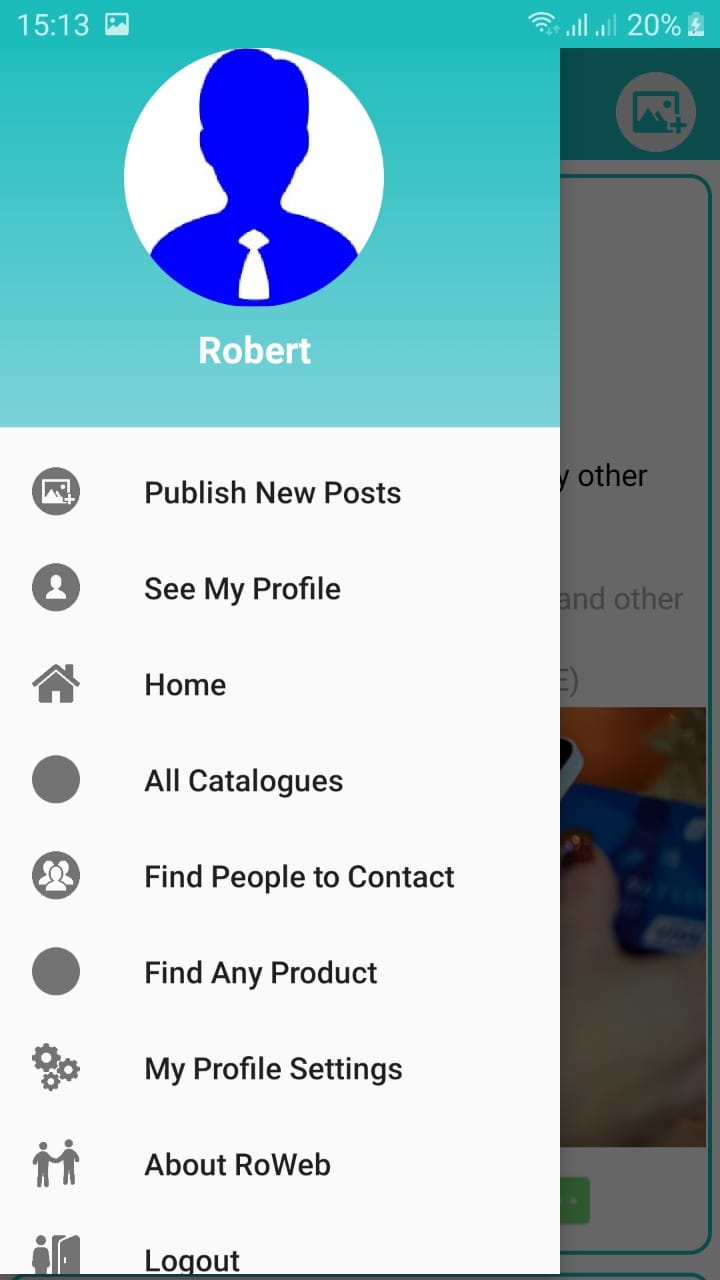 15:13
20%
Robert
Publish New Posts
See My Profile
Home
All Catalogues
Find People to Contact
Find Any Product
My Profile Settings
About RoWeb
Logout
other
and other